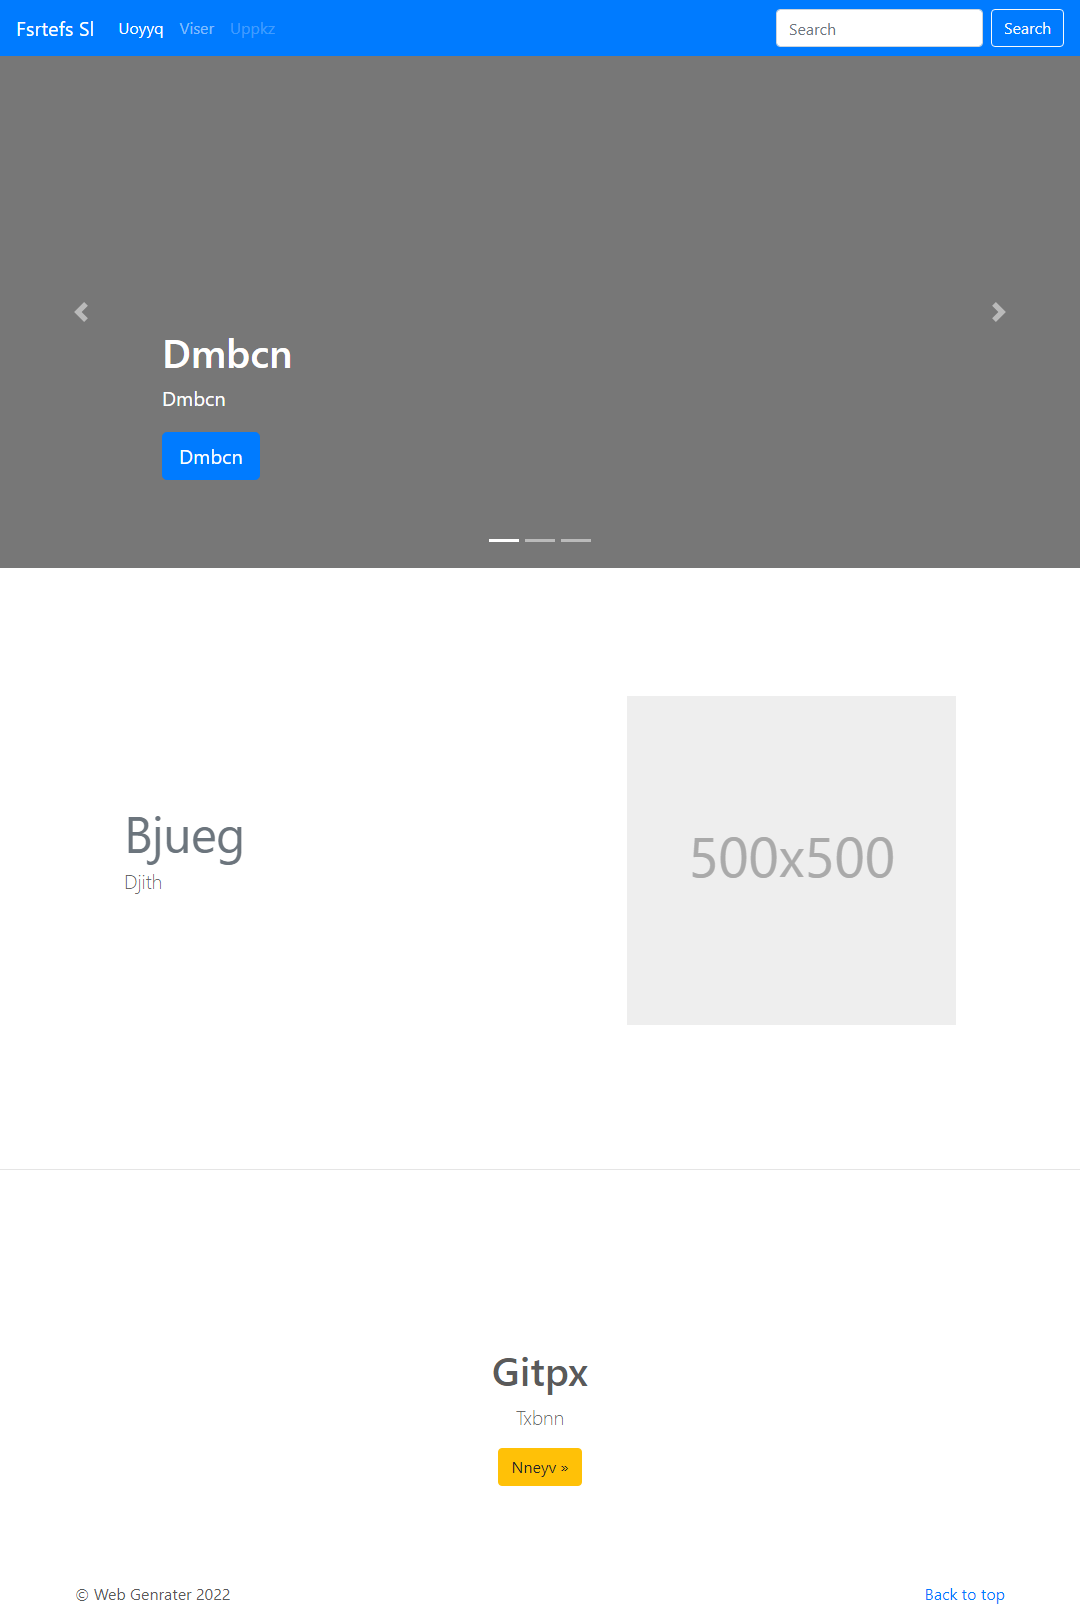 Fsrtefs Sl Uoyyq Viser Uppkz Search Search
Dmbcn
Dmbcn
Dmbcn
Bjueg
Djith
500x500
Gitpx
Txbnn
Nneyv »
© Web Genrater 2022 Back to top